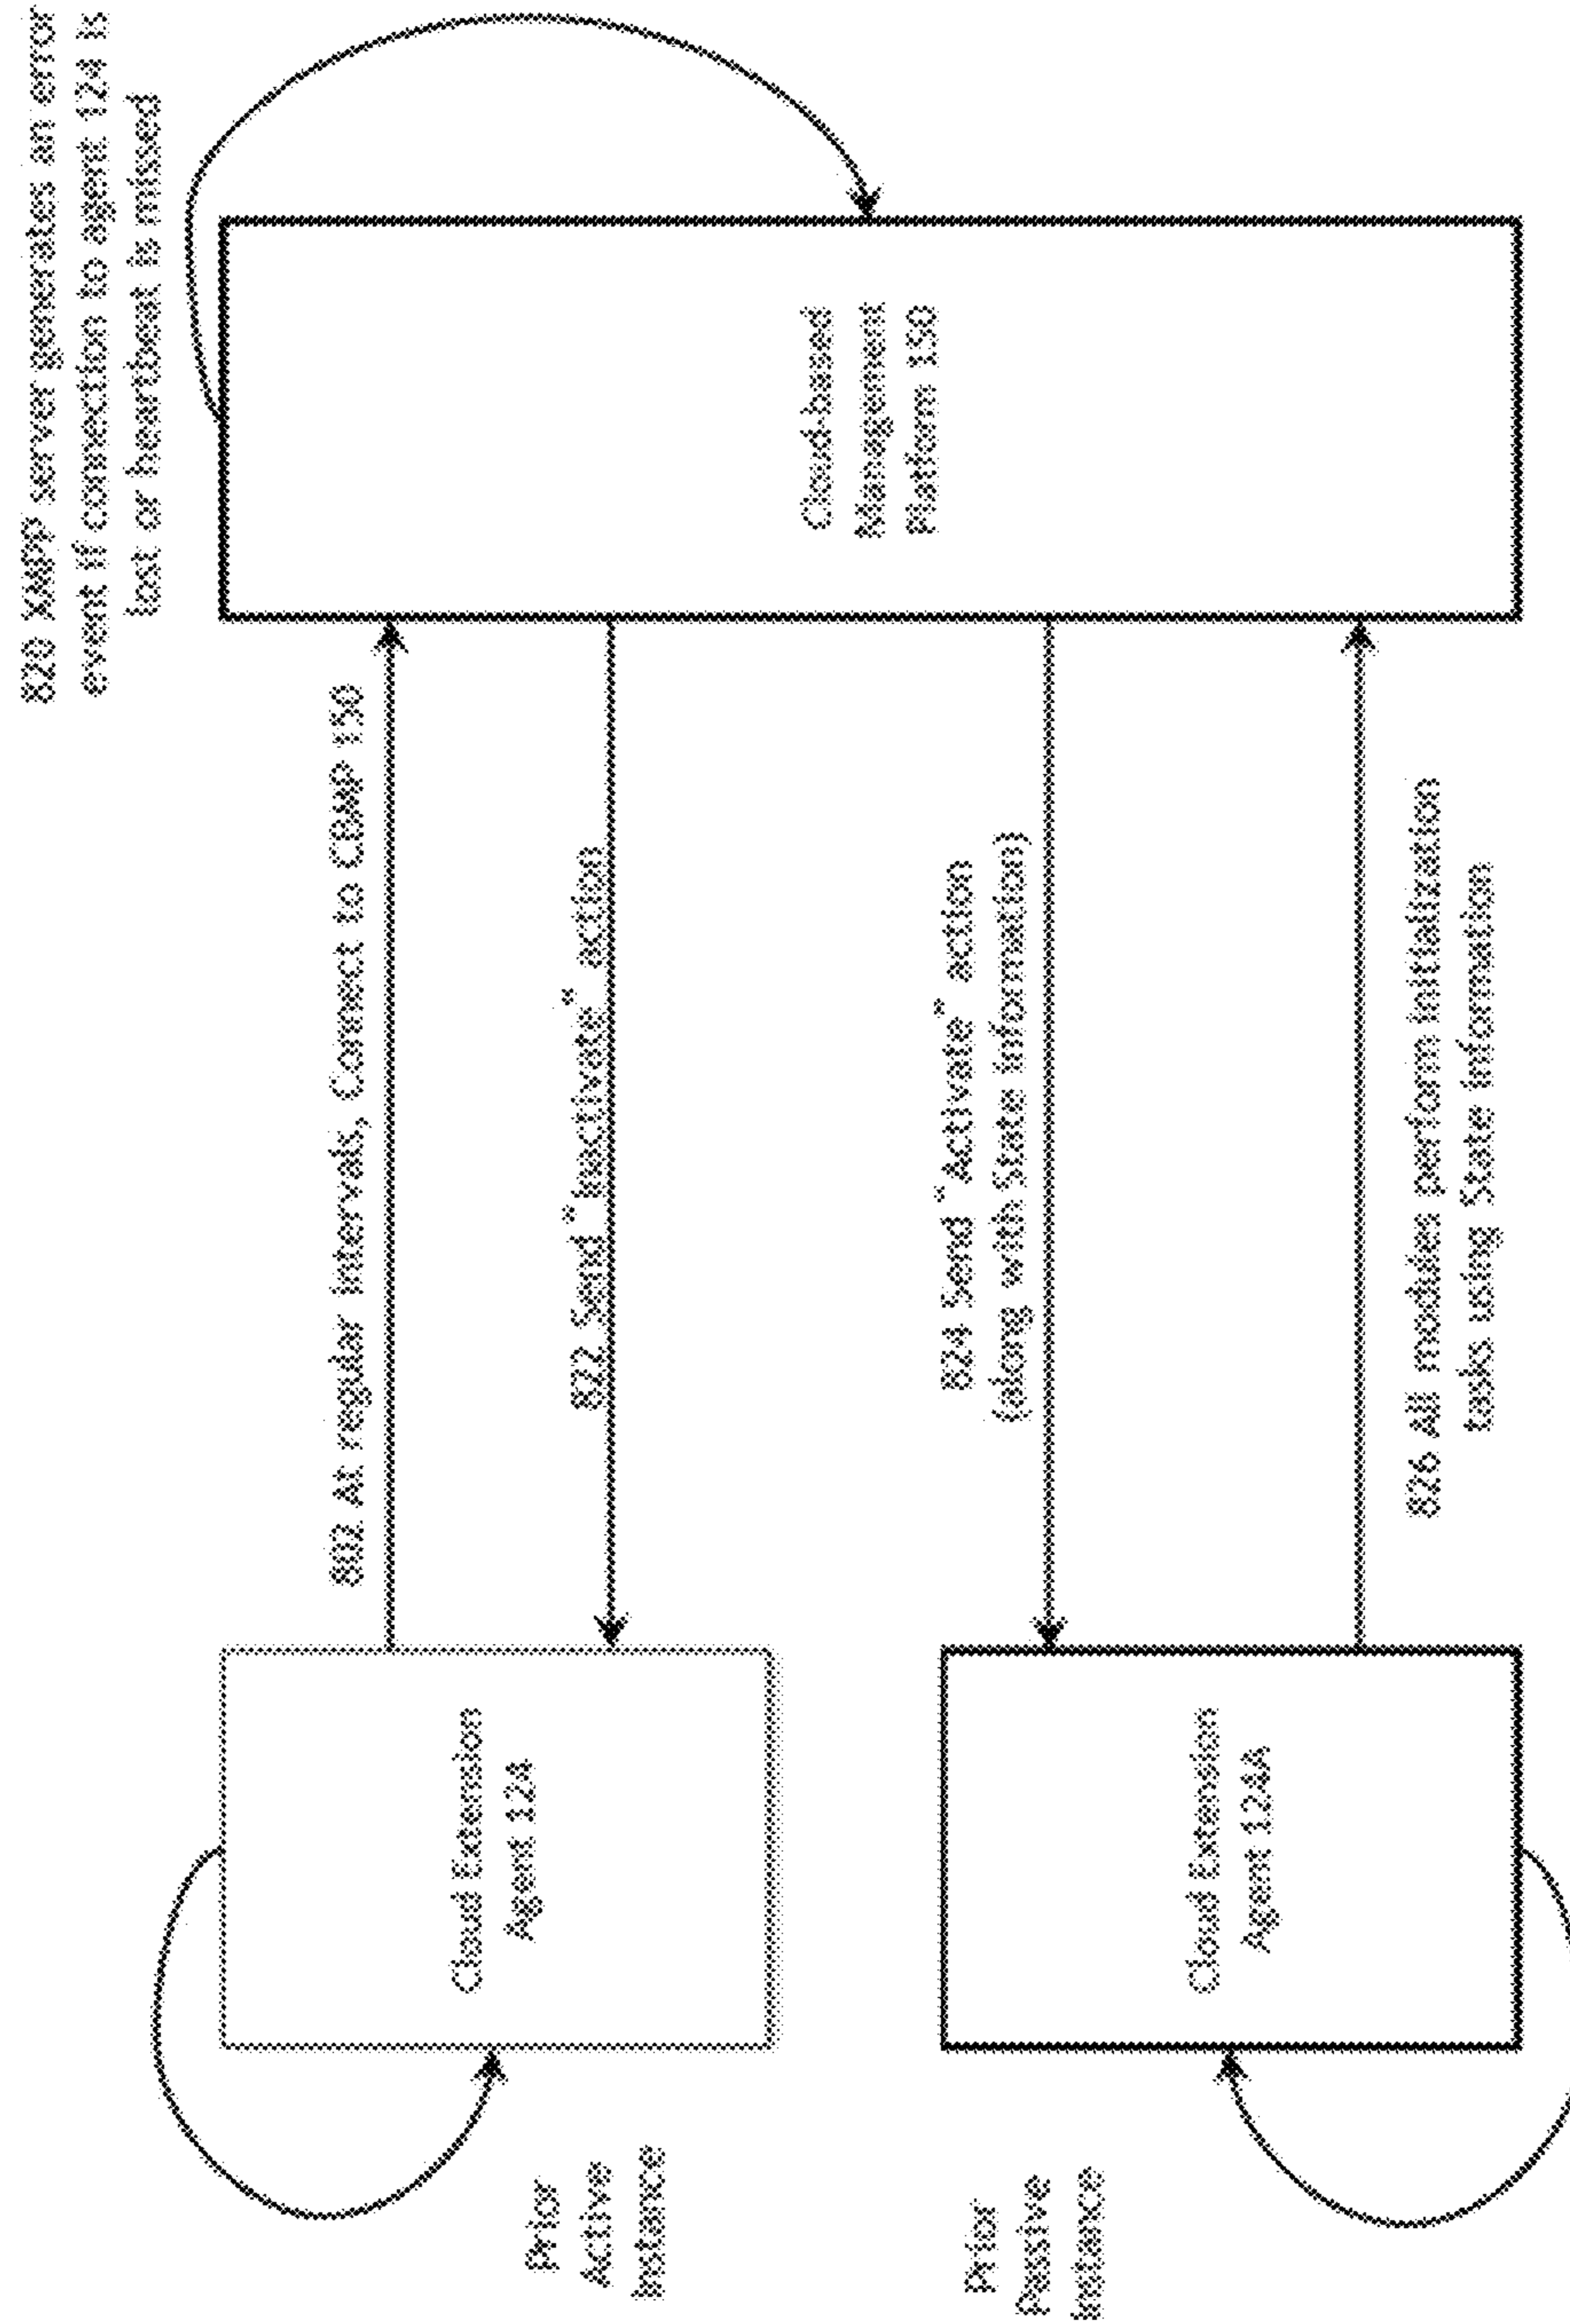 820 XMPP server generates an error
event if connection to agent 124 is
lost or heartbeat is missed
802 At regular intervals, Connect to CBMP 150
822 Send "Inactivate" action
824 Send "Activate" action
(along with State information)
826 All modules perform initialization
tasks using State information
Cloud-based
Management
Platform 150
Cloud Extension
Agent 124
Cloud Extension
Agent 124A
Prior
Active
Instance
Prior
Passive
Instance